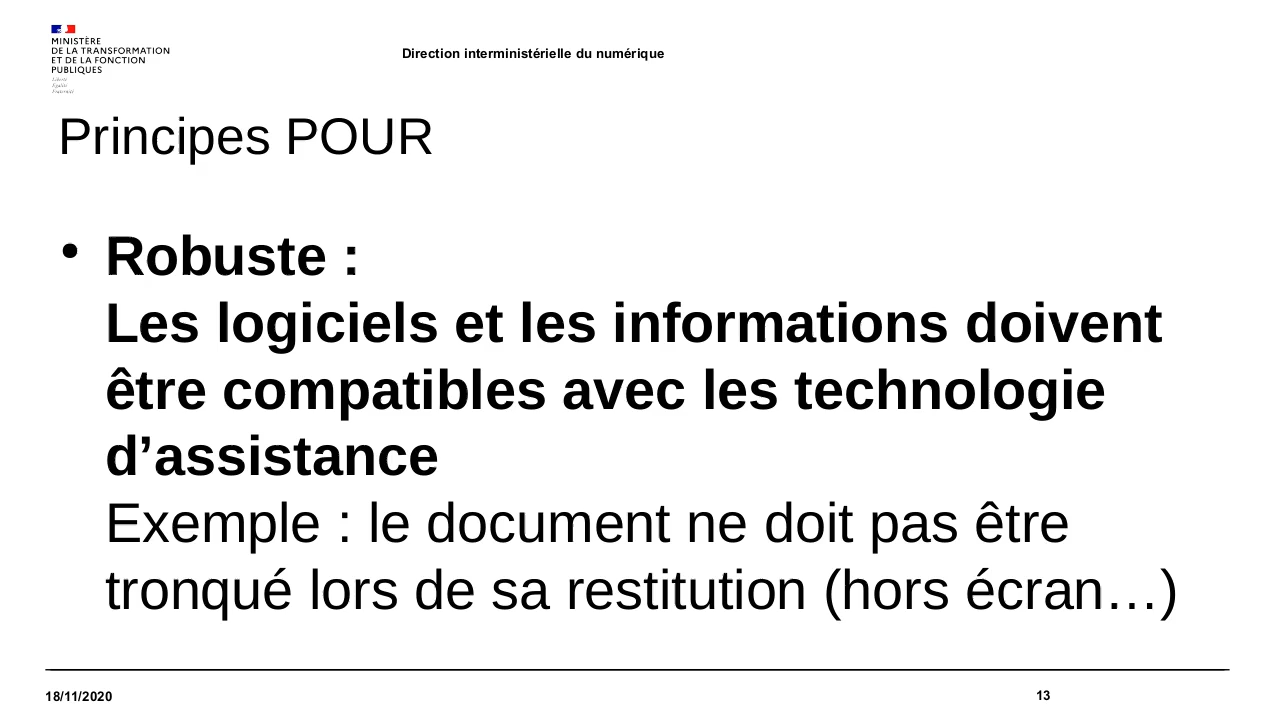 MINISTÈRE
DE LA TRANSFORMATION
ET DE LA FONCTION
PUBLIQUES
Liberté
Égalité
Fraternité
Direction interministérielle du numérique
Principes POUR
• Robuste :
Les logiciels et les informations doivent
être compatibles avec les technologie
d’assistance
Exemple : le document ne doit pas être
tronqué lors de sa restitution (hors écran…)
18/11/2020
13